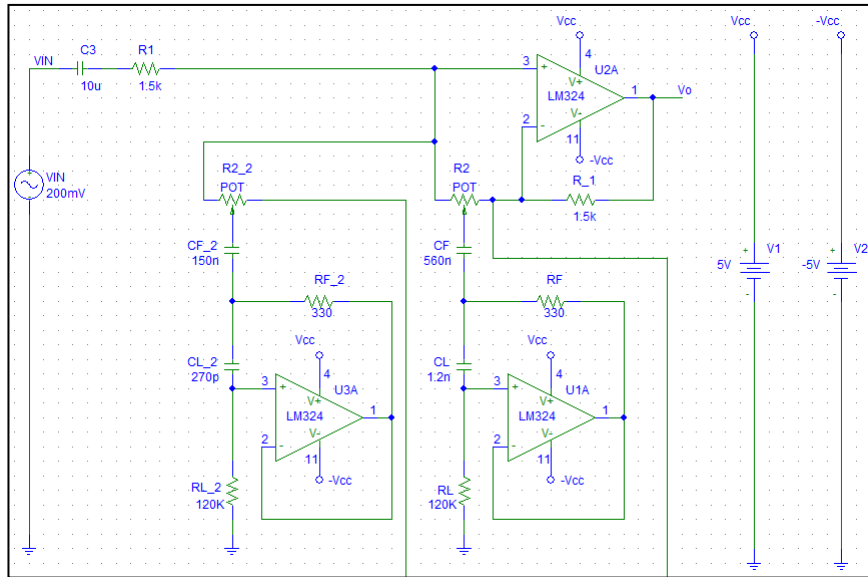 Vcc
Vcc
-Vcc
C3
R1
VIN
3
+
4
U2A
10u
1.5k
V+
LM324
1
Vo
V-
2
-
11
-Vcc
VIN
200mV
R2_2
POT
R2
POT
R_1
1.5k
CF_2
150n
CF
560n
+
V1
5V
-
+
V2
-5V
-
RF_2
330
RF
330
Vcc
Vcc
CL_2
270p
4
CL
1.2n
4
3
+
U3A
V+
LM324
1
V-
2
-
11
-Vcc
3
+
U1A
V+
LM324
1
V-
2
-
11
-Vcc
RL_2
120K
RL
120K